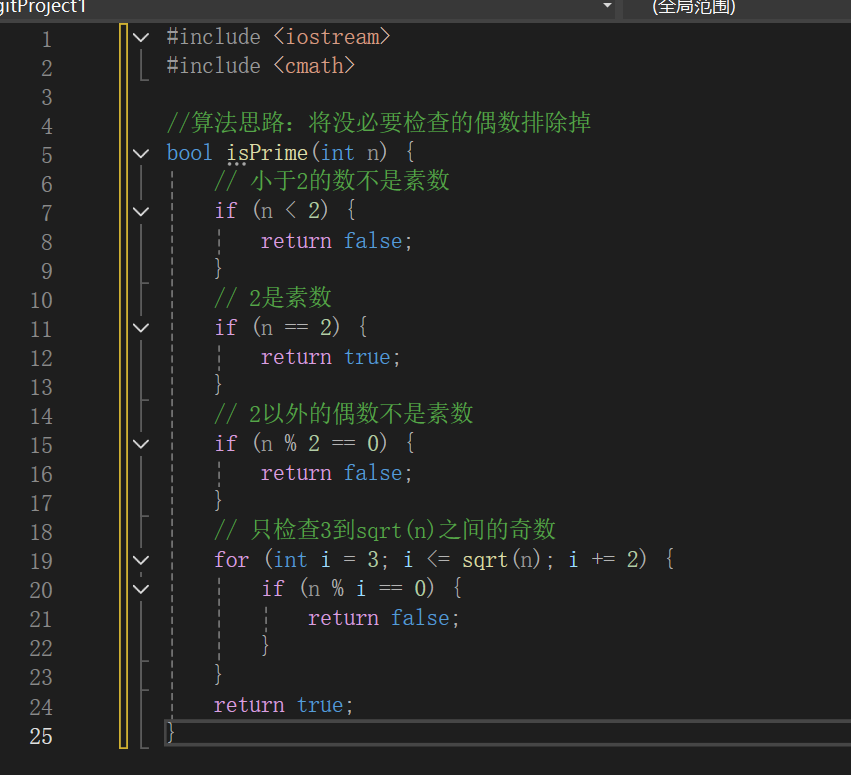 gitProject1
(全局范围)
1 #include <iostream>
2 #include <cmath>
3
4 //算法思路：将没必要检查的偶数排除掉
5 bool isPrime(int n) {
6 // 小于2的数不是素数
7 if (n < 2) {
8 return false;
9 }
10 // 2是素数
11 if (n == 2) {
12 return true;
13 }
14 // 2以外的偶数不是素数
15 if (n % 2 == 0) {
16 return false;
17 }
18 // 只检查3到sqrt(n)之间的奇数
19 for (int i = 3; i <= sqrt(n); i += 2) {
20 if (n % i == 0) {
21 return false;
22 }
23 }
24 return true;
25 }